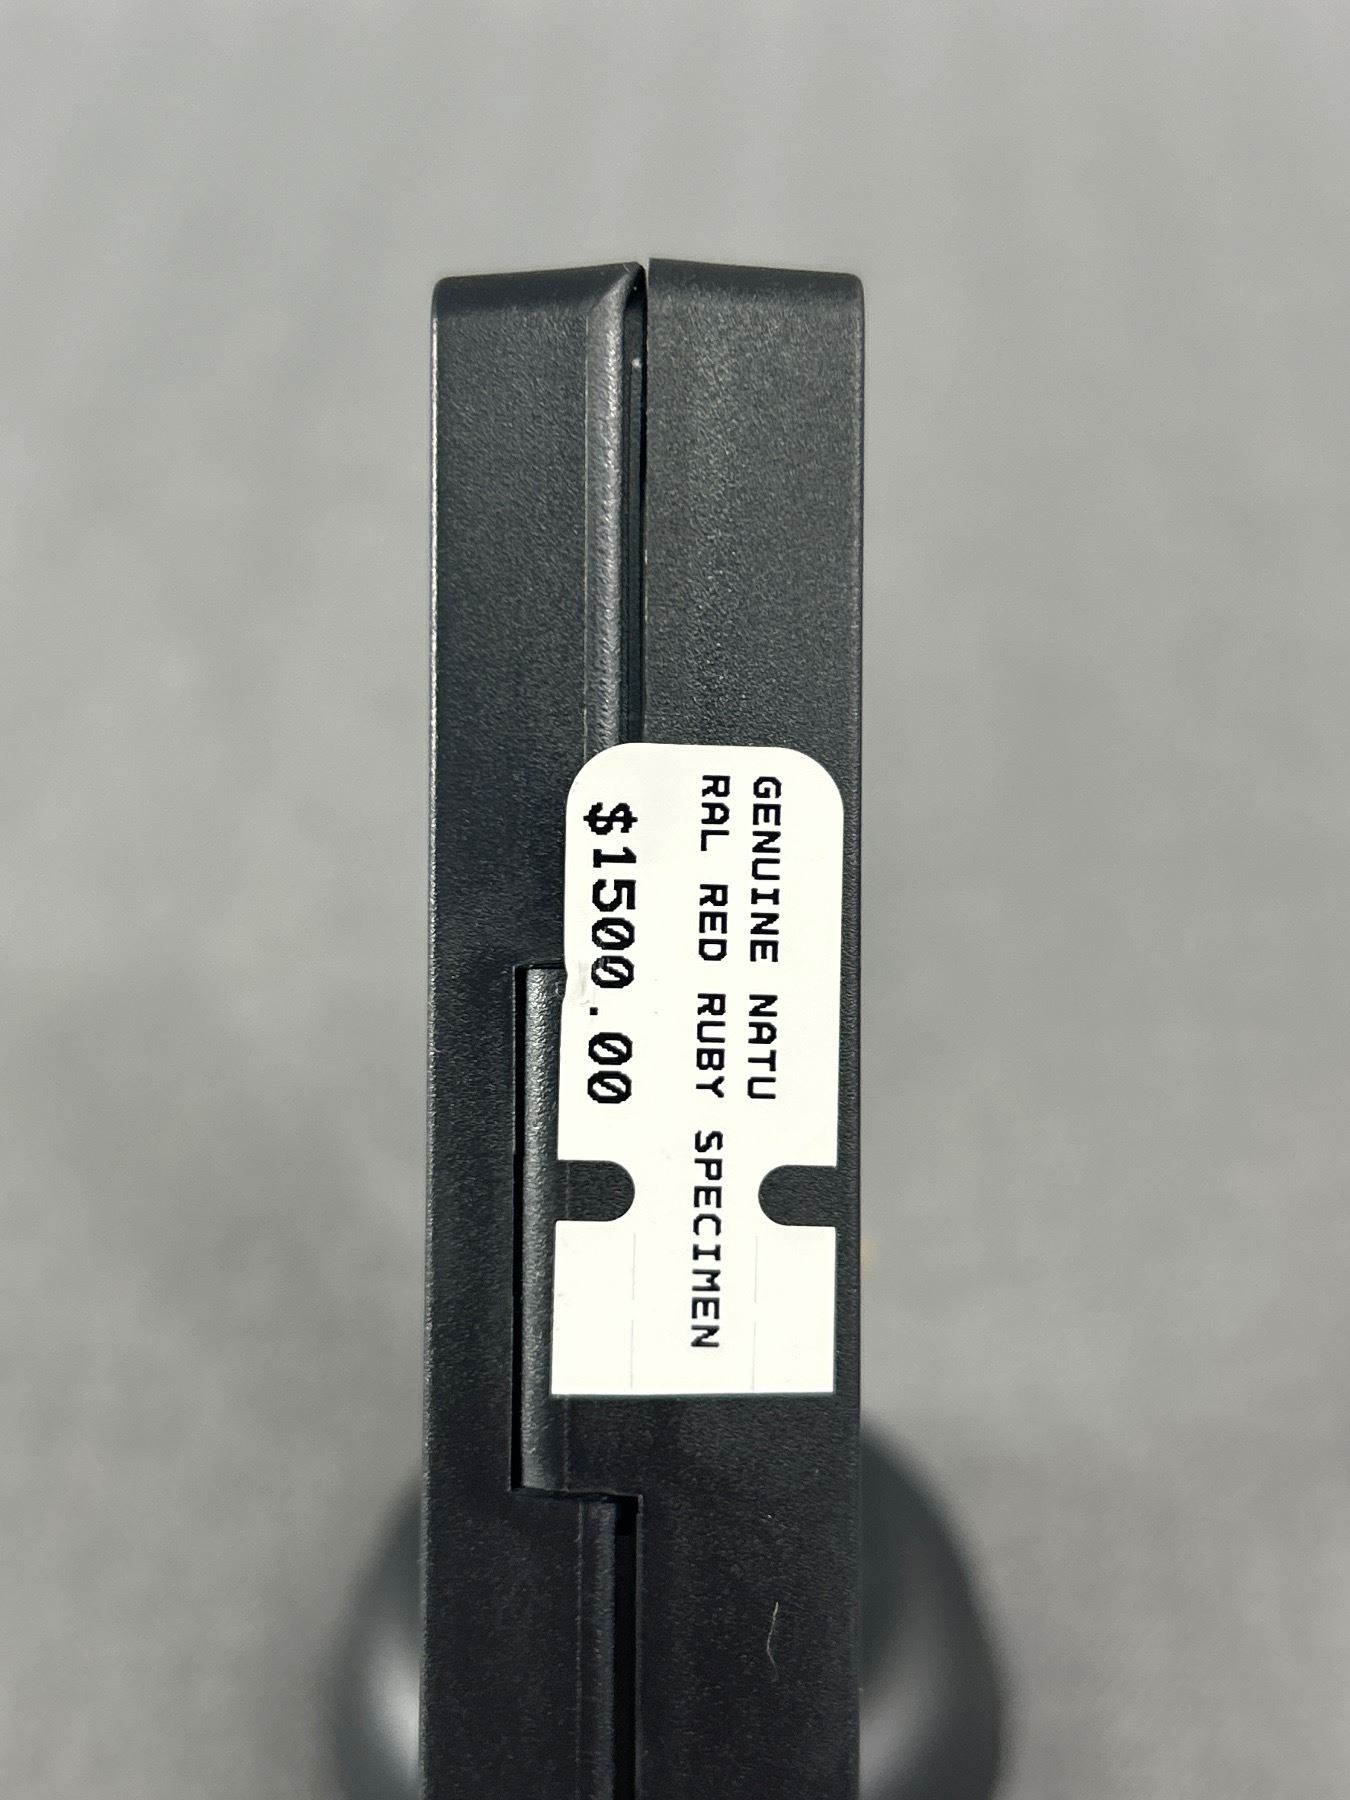 GENUINE NATU
RAL RED RUBY SPECIMEN
$1500.00